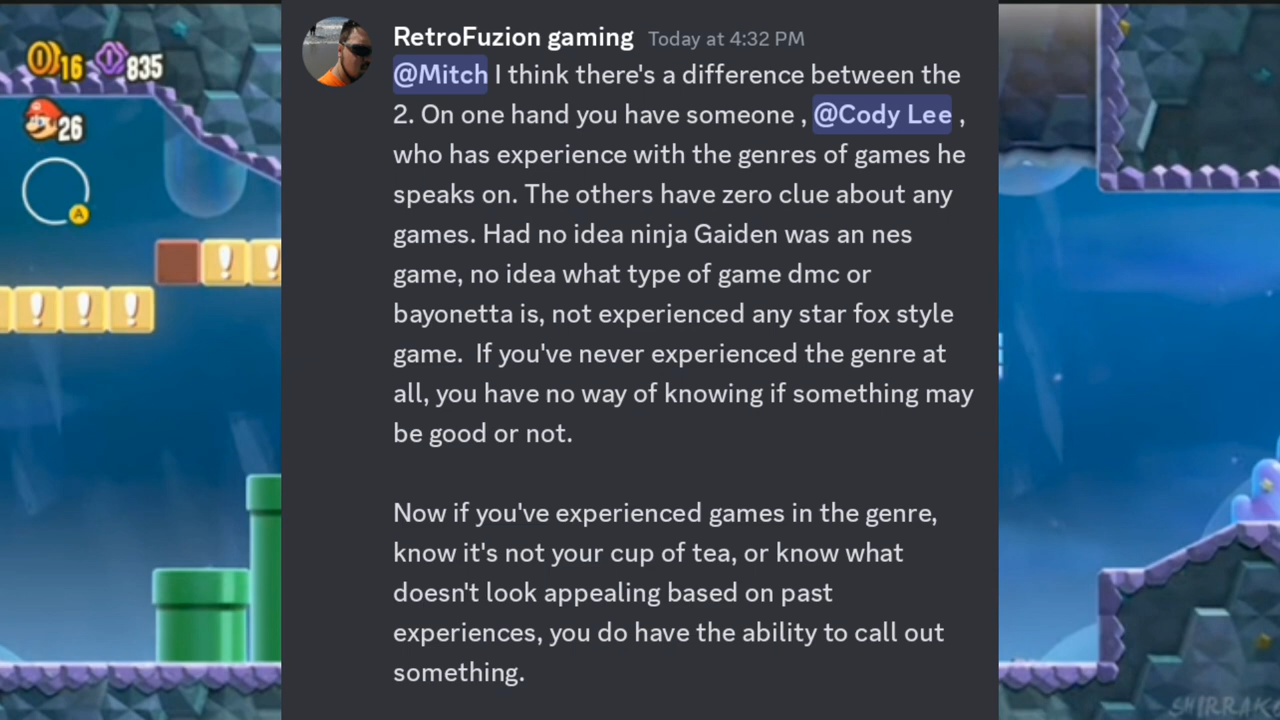 RetroFuzion gaming Today at 4:32 PM
@Mitch I think there's a difference between the
2. On one hand you have someone , @Cody Lee ,
who has experience with the genres of games he
speaks on. The others have zero clue about any
games. Had no idea ninja Gaiden was an nes
game, no idea what type of game dmc or
bayonetta is, not experienced any star fox style
game.  If you've never experienced the genre at
all, you have no way of knowing if something may
be good or not.
Now if you've experienced games in the genre,
know it's not your cup of tea, or know what
doesn't look appealing based on past
experiences, you do have the ability to call out
something.
16 835
26
A
! !
! ! !